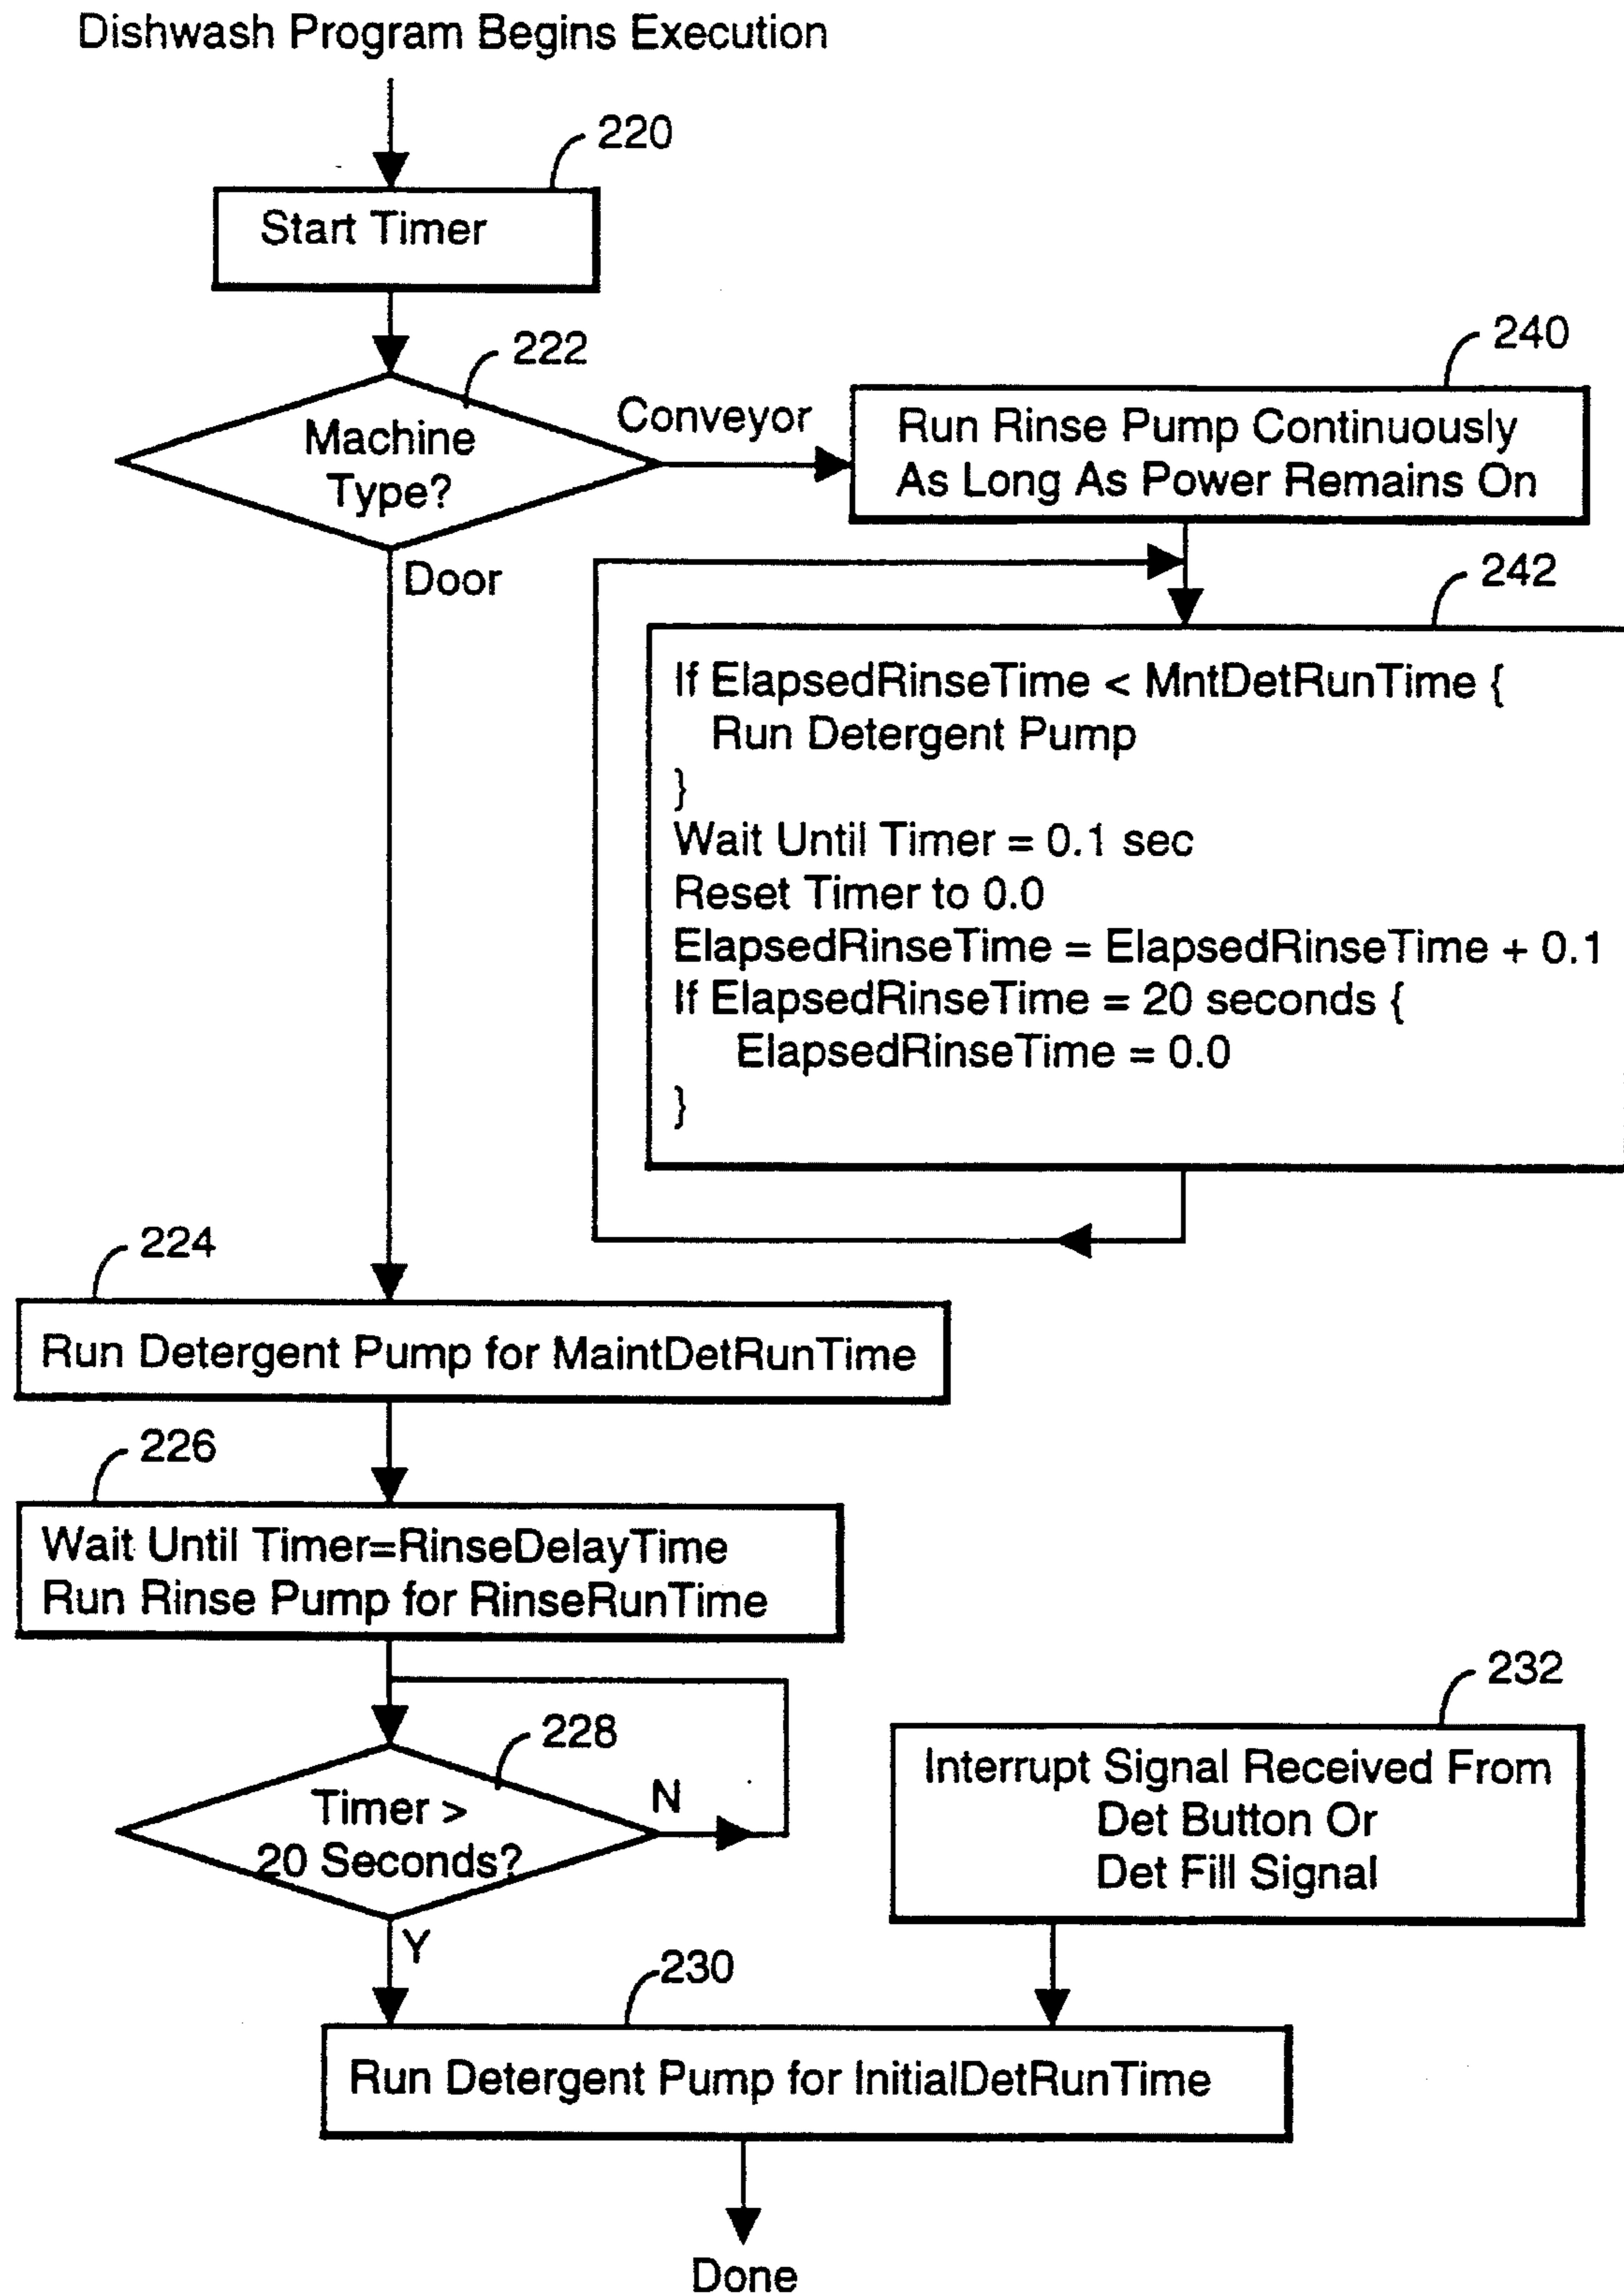 Dishwash Program Begins Execution
220
Start Timer
222
Machine
Type?
Conveyor
Door
240
Run Rinse Pump Continuously
As Long As Power Remains On
242
If ElapsedRinseTime < MntDetRunTime {
Run Detergent Pump
}
Wait Until Timer = 0.1 sec
Reset Timer to 0.0
ElapsedRinseTime = ElapsedRinseTime + 0.1
If ElapsedRinseTime = 20 seconds {
ElapsedRinseTime = 0.0
}
224
Run Detergent Pump for MaintDetRunTime
226
Wait Until Timer=RinseDelayTime
Run Rinse Pump for RinseRunTime
228
Timer >
20 Seconds?
N
Y
232
Interrupt Signal Received From
Det Button Or
Det Fill Signal
230
Run Detergent Pump for InitialDetRunTime
Done